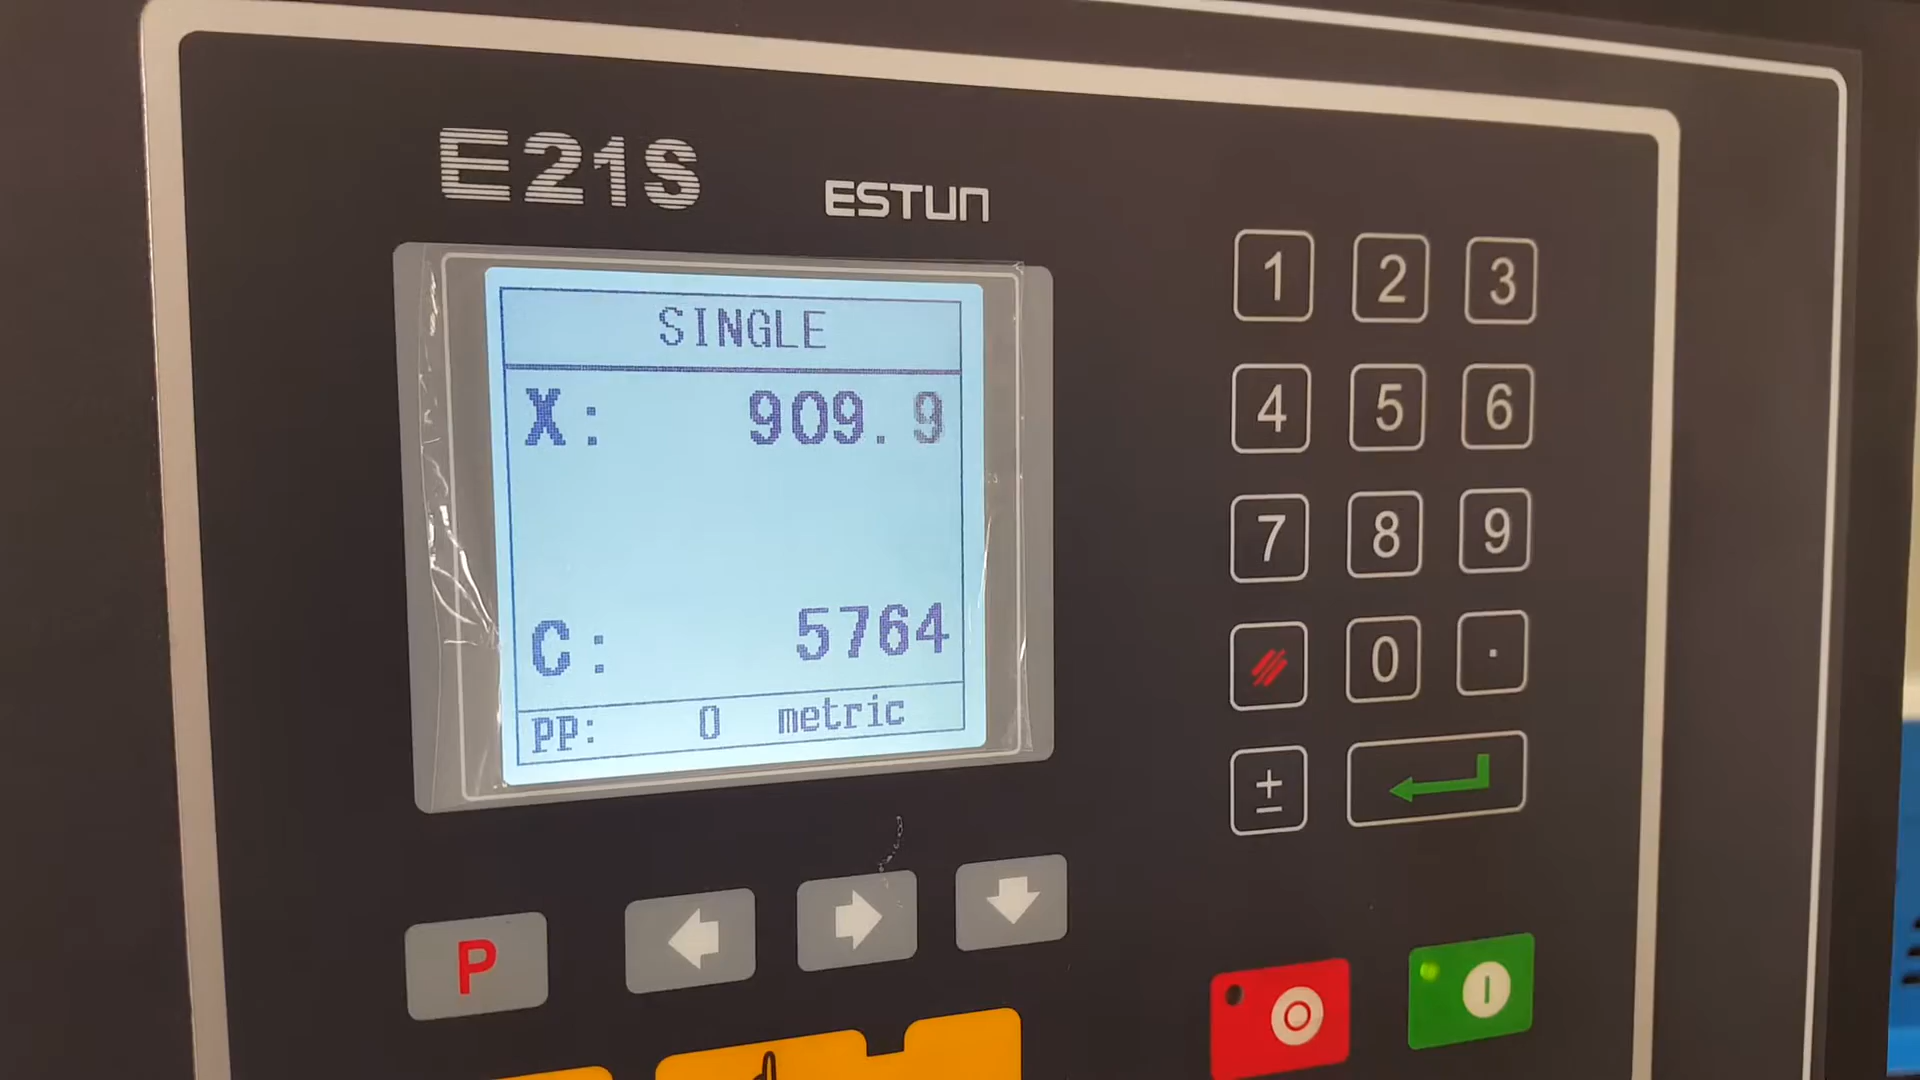 E21S
ESTUN
SINGLE
X: 909.9
C: 5764
PP: 0 metric
1 2 3
4 5 6
7 8 9
0 .
±
P